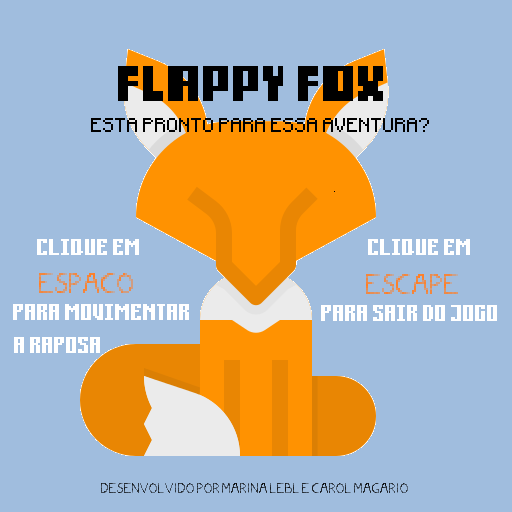 FLAPPY FOX
ESTA PRONTO PARA ESSA AVENTURA?
CLIQUE EM
ESPACO
PARA MOVIMENTAR
A RAPOSA
CLIQUE EM
ESCAPE
PARA SAIR DO JOGO
DESENVOLVIDO POR MARINA LEBL E CAROL MAGARIO